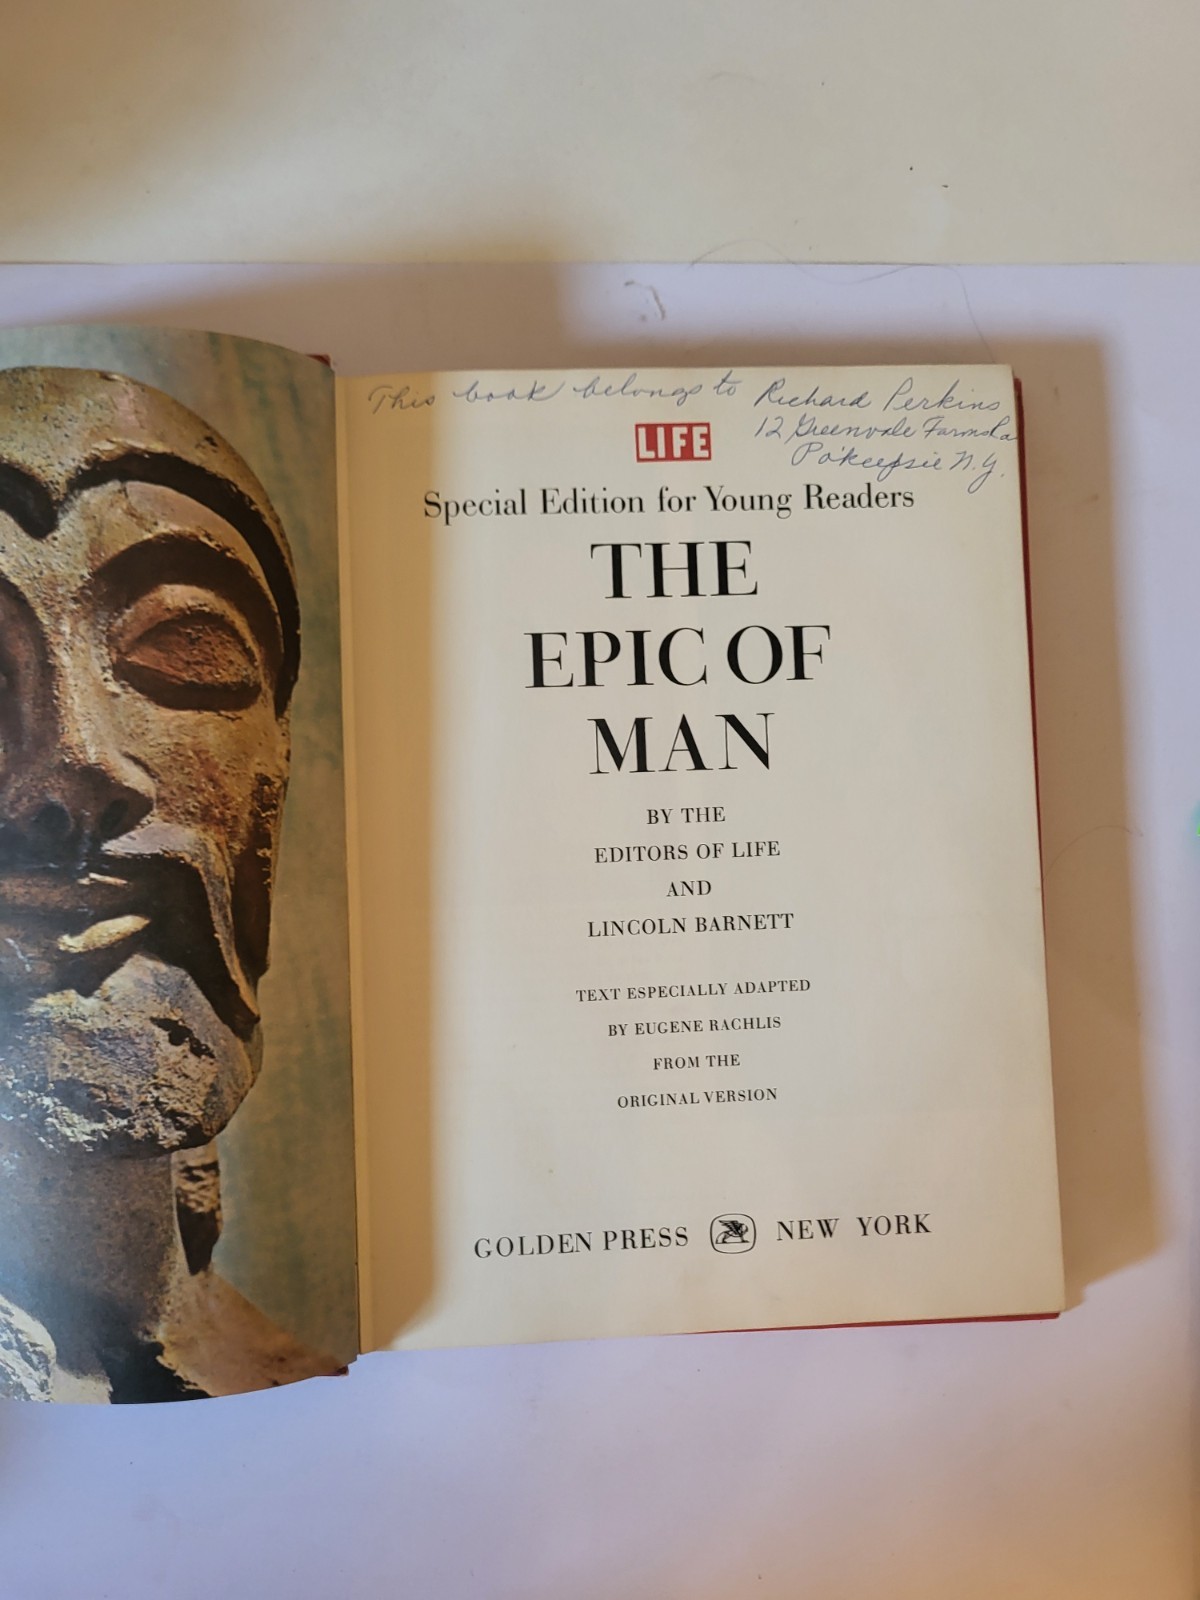 This book belongs to Richard Perkins
12 Greenvale Farms
Po'keepsie N.Y.
LIFE
Special Edition for Young Readers
THE
EPIC OF
MAN
BY THE
EDITORS OF LIFE
AND
LINCOLN BARNETT
TEXT ESPECIALLY ADAPTED
BY EUGENE RACHLIS
FROM THE
ORIGINAL VERSION
GOLDEN PRESS NEW YORK